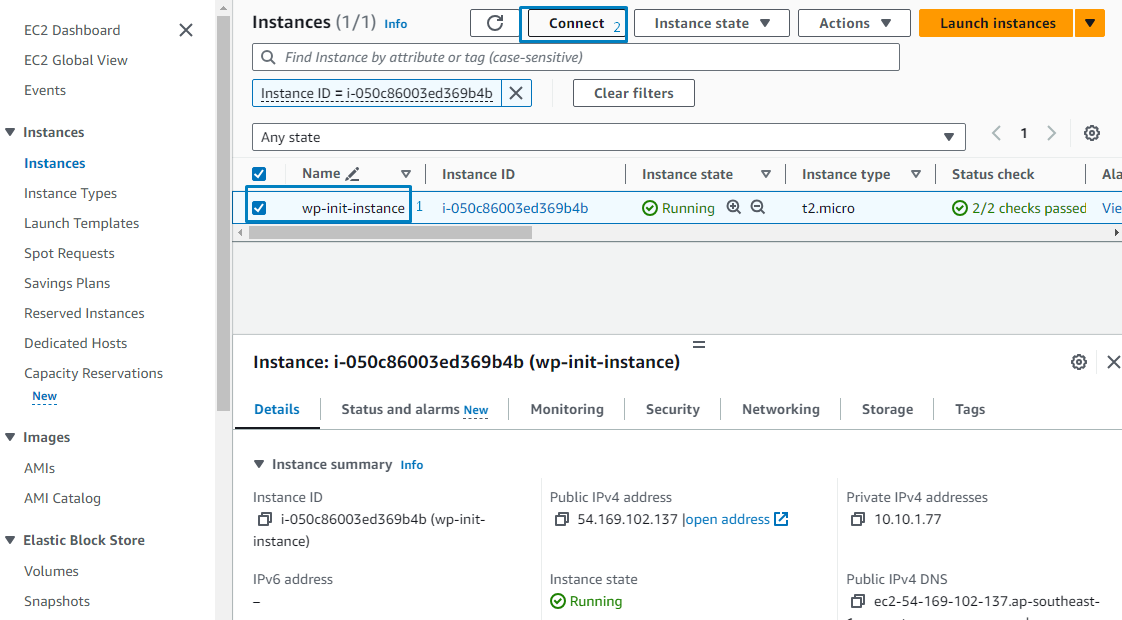 EC2 Dashboard
EC2 Global View
Events
Instances
Instances
Instance Types
Launch Templates
Spot Requests
Savings Plans
Reserved Instances
Dedicated Hosts
Capacity Reservations
New
Images
AMIs
AMI Catalog
Elastic Block Store
Volumes
Snapshots
Instances (1/1) Info
Connect 2
Instance state
Actions
Launch instances
Find Instance by attribute or tag (case-sensitive)
Instance ID = i-050c86003ed369b4b
Clear filters
Any state
1
Name Instance ID Instance state Instance type Status check Ala
wp-init-instance 1 i-050c86003ed369b4b Running t2.micro 2/2 checks passed Vie
Instance: i-050c86003ed369b4b (wp-init-instance)
Details Status and alarms New Monitoring Security Networking Storage Tags
Instance summary Info
Instance ID
i-050c86003ed369b4b (wp-init-
instance)
Public IPv4 address
54.169.102.137 |open address
Private IPv4 addresses
10.10.1.77
IPv6 address
–
Instance state
Running
Public IPv4 DNS
ec2-54-169-102-137.ap-southeast-